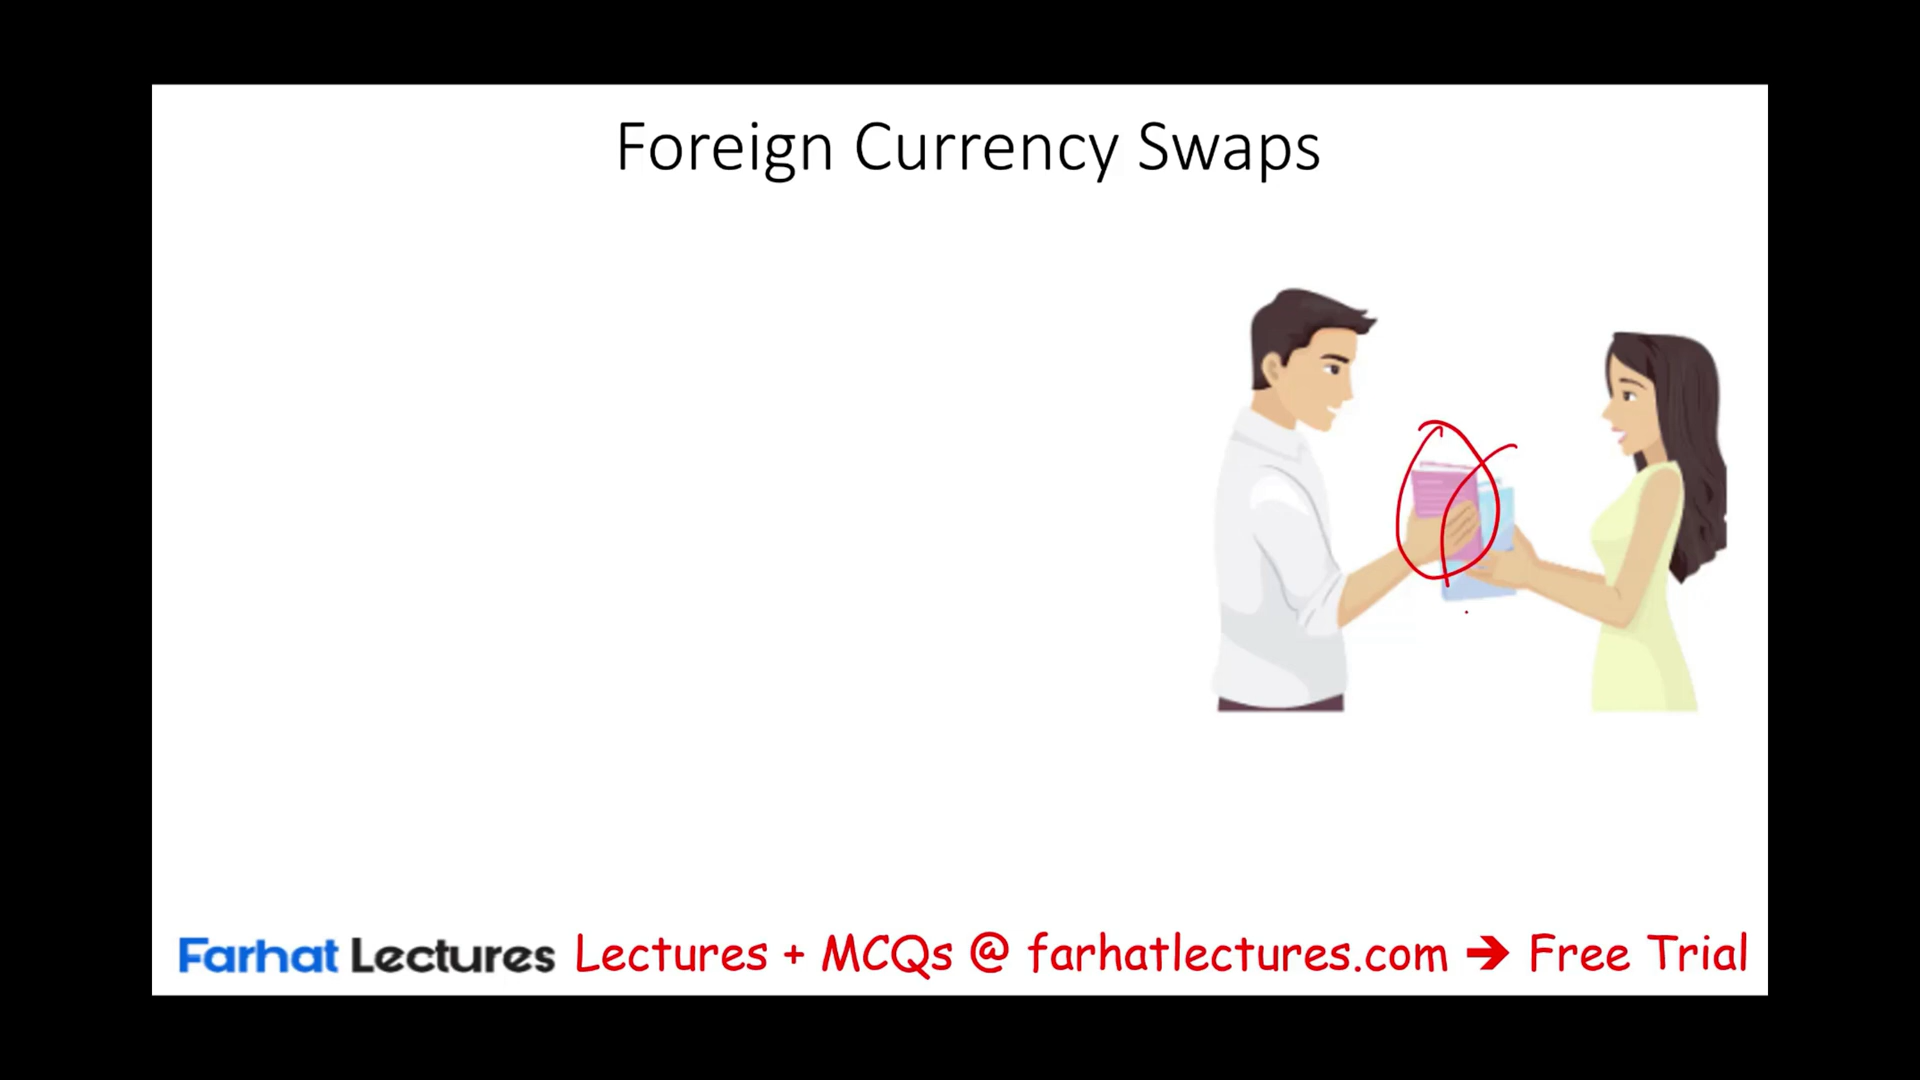 Foreign Currency Swaps
Farhat Lectures Lectures + MCQs @ farhatlectures.com ➔ Free Trial